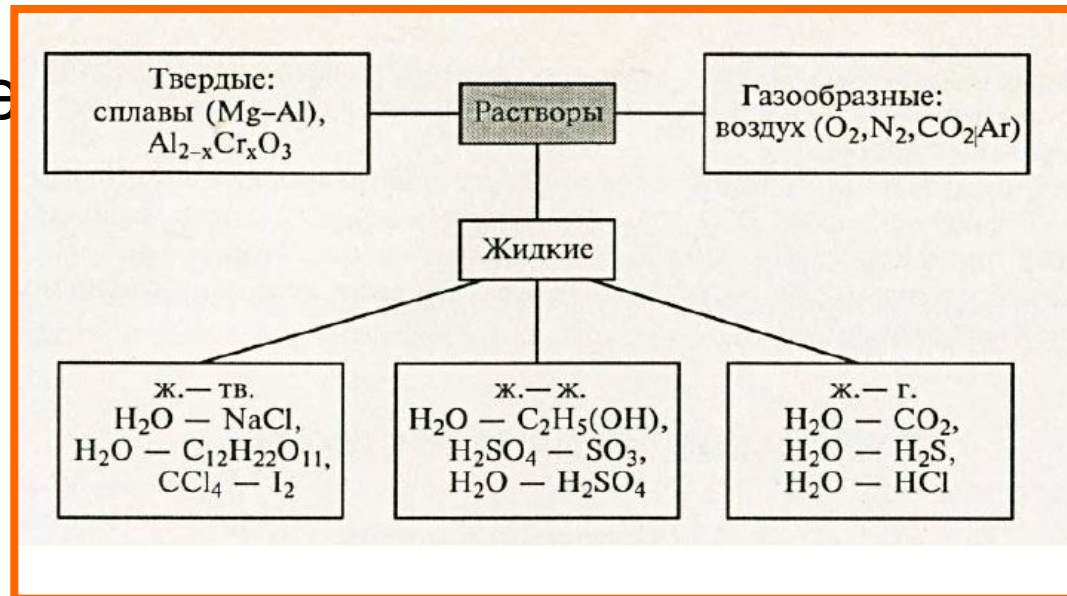 е
Твердые:
сплавы (Mg–Al),
Al₂₋ₓCrₓO₃
Растворы
Газообразные:
воздух (O₂,N₂,CO₂|Ar)
Жидкие
ж.— тв.
H₂O — NaCl,
H₂O — C₁₂H₂₂O₁₁,
CCl₄ — I₂
ж.— ж.
H₂O — C₂H₅(OH),
H₂SO₄ — SO₃,
H₂O — H₂SO₄
ж.— г.
H₂O — CO₂,
H₂O — H₂S,
H₂O — HCl